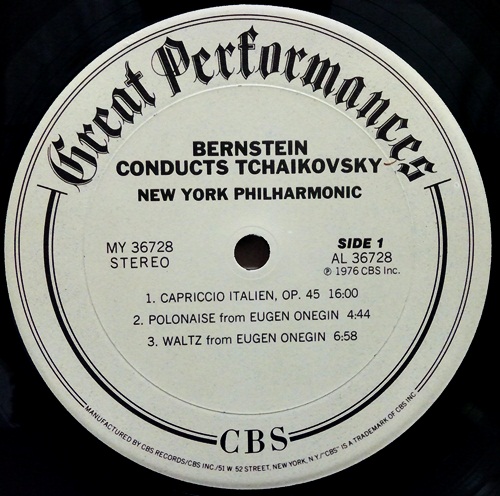 Great Performances
BERNSTEIN
CONDUCTS TCHAIKOVSKY
NEW YORK PHILHARMONIC
MY 36728
STEREO
SIDE 1
AL 36728
℗ 1976 CBS Inc.
1. CAPRICCIO ITALIEN, OP. 45 16:00
2. POLONAISE from EUGEN ONEGIN 4:44
3. WALTZ from EUGEN ONEGIN 6:58
CBS
MANUFACTURED BY CBS RECORDS/CBS INC./51 W. 52 STREET, NEW YORK, N.Y./"CBS" IS A TRADEMARK OF CBS INC.